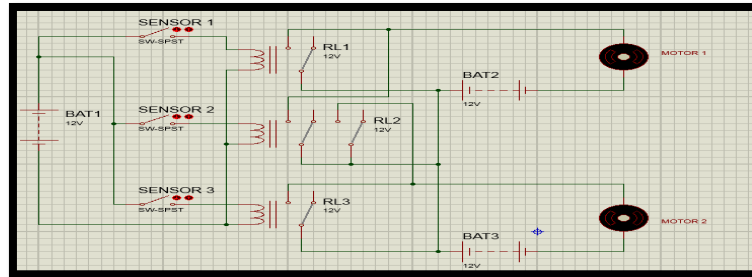 SENSOR 1
SW-SPST
RL1
12V
MOTOR 1
BAT2
12V
BAT1
12V
SENSOR 2
SW-SPST
RL2
12V
SENSOR 3
SW-SPST
RL3
12V
MOTOR 2
BAT3
12V